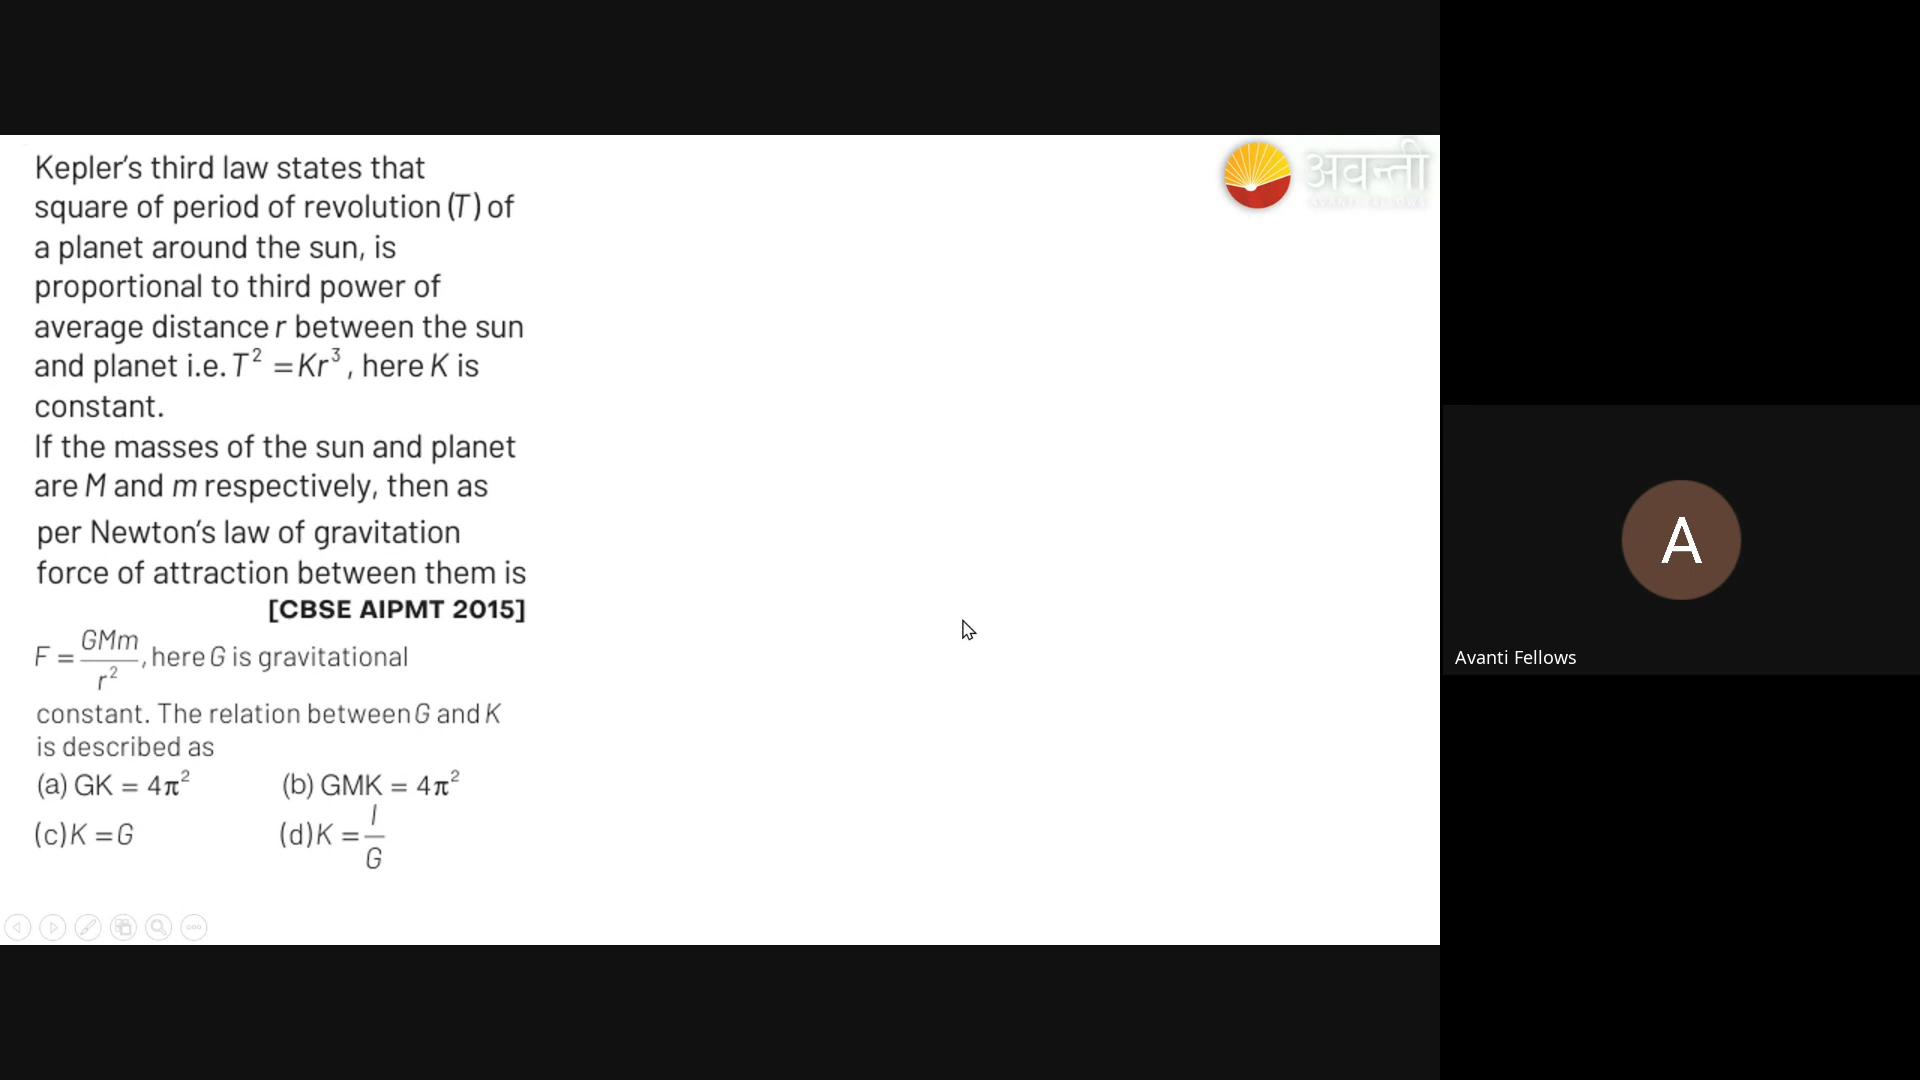 Kepler's third law states that
square of period of revolution (T) of
a planet around the sun, is
proportional to third power of
average distance r between the sun
and planet i.e. T² = Kr³, here K is
constant.
If the masses of the sun and planet
are M and m respectively, then as
per Newton's law of gravitation
force of attraction between them is
[CBSE AIPMT 2015]
F = GMm/r², here G is gravitational
constant. The relation between G and K
is described as
(a) GK = 4π² (b) GMK = 4π²
(c) K = G (d) K = I/G
अवन्ती
AVANTI FELLOWS
A
Avanti Fellows